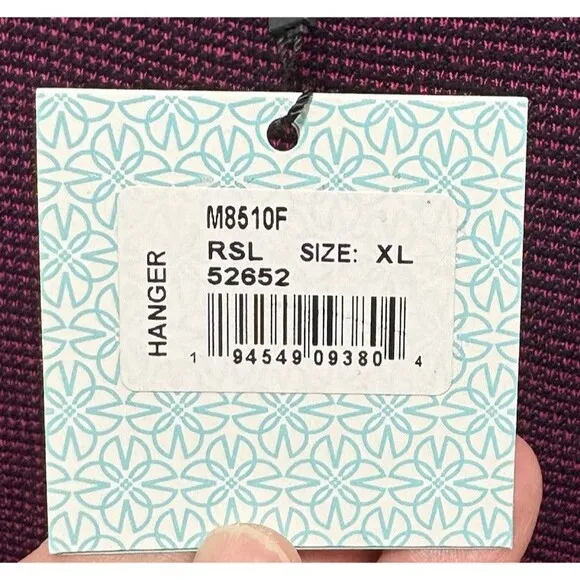 M8510F
RSL SIZE: XL
52652
HANGER
1 94549 09380 4